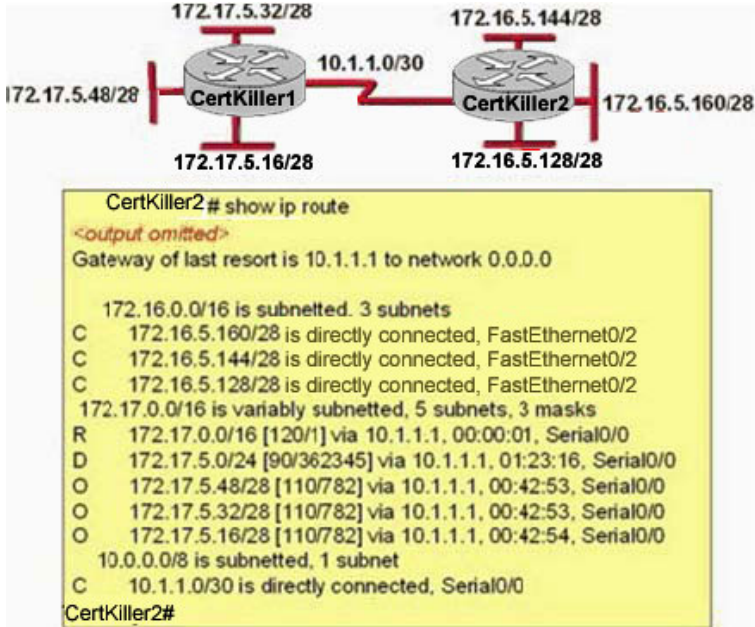 172.17.5.32/28
172.16.5.144/28
10.1.1.0/30
172.17.5.48/28
CertKiller1
CertKiller2
172.16.5.160/28
172.17.5.16/28
172.16.5.128/28
CertKiller2 # show ip route
<output omitted>
Gateway of last resort is 10.1.1.1 to network 0.0.0.0
172.16.0.0/16 is subnetted. 3 subnets
C 172.16.5.160/28 is directly connected, FastEthernet0/2
C 172.16.5.144/28 is directly connected, FastEthernet0/2
C 172.16.5.128/28 is directly connected, FastEthernet0/2
172.17.0.0/16 is variably subnetted, 5 subnets, 3 masks
R 172.17.0.0/16 [120/1] via 10.1.1.1, 00:00:01, Serial0/0
D 172.17.5.0/24 [90/362345] via 10.1.1.1, 01:23:16, Serial0/0
O 172.17.5.48/28 [110/782] via 10.1.1.1, 00:42:53, Serial0/0
O 172.17.5.32/28 [110/782] via 10.1.1.1, 00:42:53, Serial0/0
O 172.17.5.16/28 [110/782] via 10.1.1.1, 00:42:54, Serial0/0
10.0.0.0/8 is subnetted, 1 subnet
C 10.1.1.0/30 is directly connected, Serial0/0
CertKiller2#